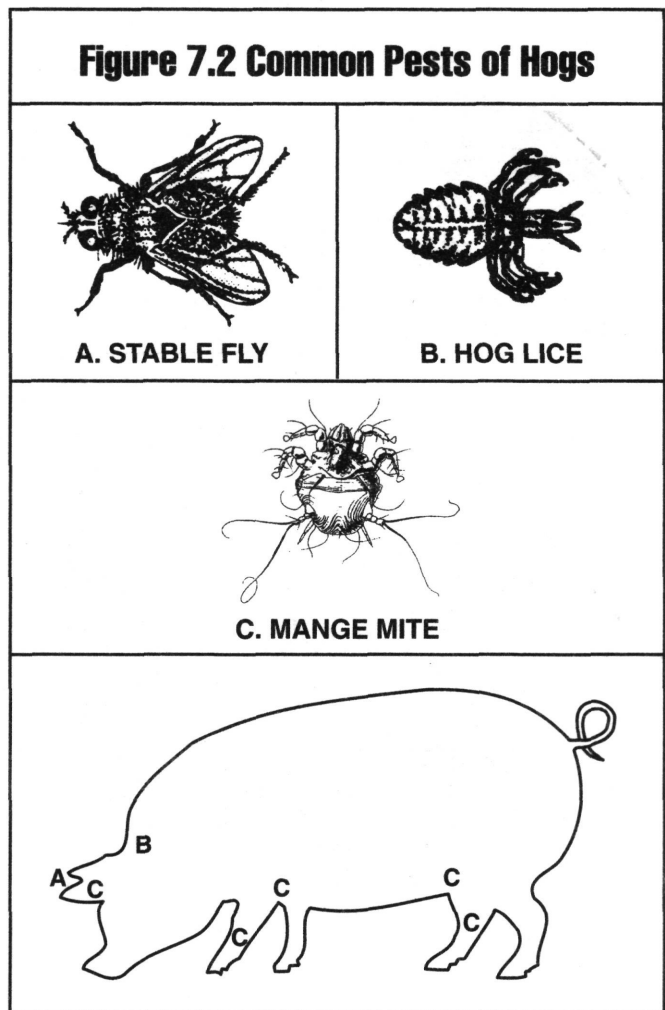 Figure 7.2 Common Pests of Hogs
A. STABLE FLY
B. HOG LICE
C. MANGE MITE
B
A
C
C
C
C
C